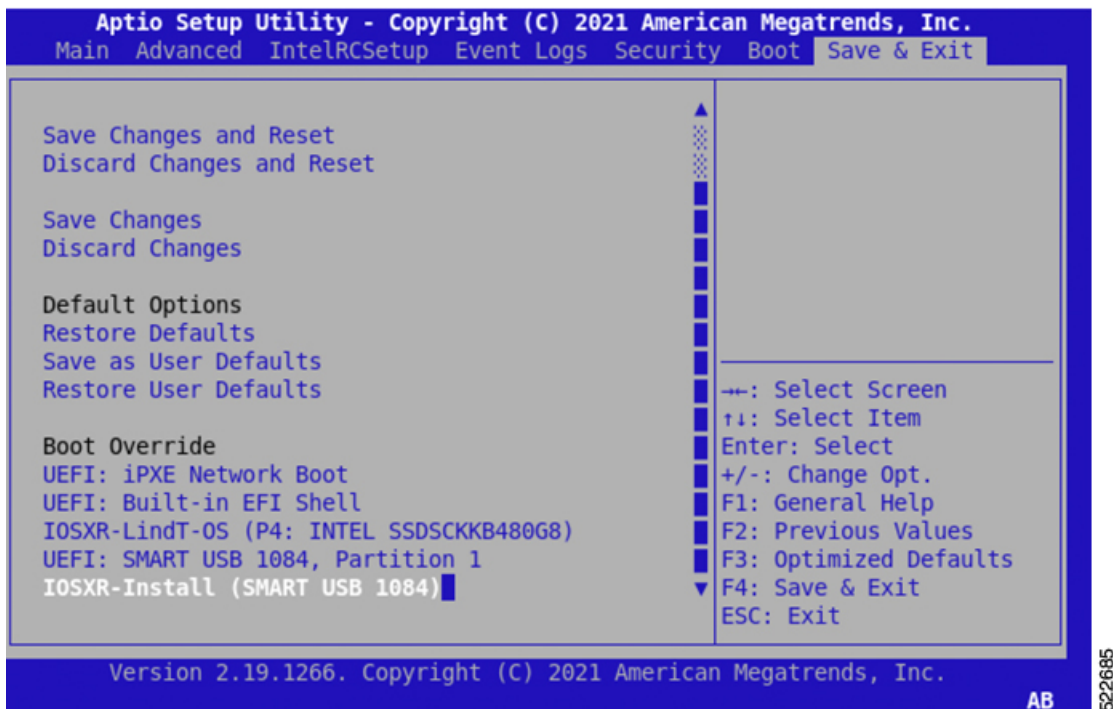 Aptio Setup Utility - Copyright (C) 2021 American Megatrends, Inc.
Main Advanced IntelRCSetup Event Logs Security Boot Save & Exit
Save Changes and Reset
Discard Changes and Reset
Save Changes
Discard Changes
Default Options
Restore Defaults
Save as User Defaults
Restore User Defaults
Boot Override
UEFI: iPXE Network Boot
UEFI: Built-in EFI Shell
IOSXR-LindT-OS (P4: INTEL SSDSCKKB480G8)
UEFI: SMART USB 1084, Partition 1
IOSXR-Install (SMART USB 1084)
→←: Select Screen
↑↓: Select Item
Enter: Select
+/-: Change Opt.
F1: General Help
F2: Previous Values
F3: Optimized Defaults
F4: Save & Exit
ESC: Exit
Version 2.19.1266. Copyright (C) 2021 American Megatrends, Inc.
AB
522685